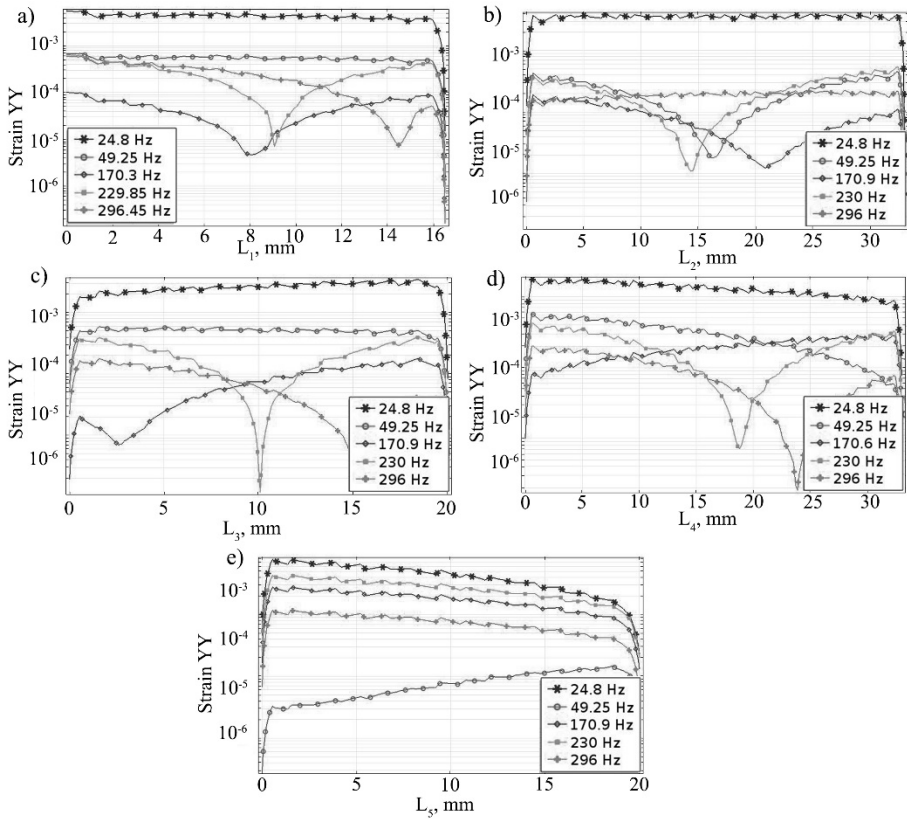 a)
Strain YY
10⁻³
10⁻⁴
10⁻⁵
10⁻⁶
24.8 Hz
49.25 Hz
170.3 Hz
229.85 Hz
296.45 Hz
0 2 4 6 8 10 12 14 16
L₁, mm
b)
Strain YY
10⁻³
10⁻⁴
10⁻⁵
10⁻⁶
24.8 Hz
49.25 Hz
170.9 Hz
230 Hz
296 Hz
0 5 10 15 20 25 30
L₂, mm
c)
Strain YY
10⁻³
10⁻⁴
10⁻⁵
10⁻⁶
24.8 Hz
49.25 Hz
170.9 Hz
230 Hz
296 Hz
0 5 10 15 20
L₃, mm
d)
Strain YY
10⁻³
10⁻⁴
10⁻⁵
10⁻⁶
24.8 Hz
49.25 Hz
170.6 Hz
230 Hz
296 Hz
0 5 10 15 20 25 30
L₄, mm
e)
Strain YY
10⁻³
10⁻⁴
10⁻⁵
10⁻⁶
24.8 Hz
49.25 Hz
170.9 Hz
230 Hz
296 Hz
0 5 10 15 20
L₅, mm